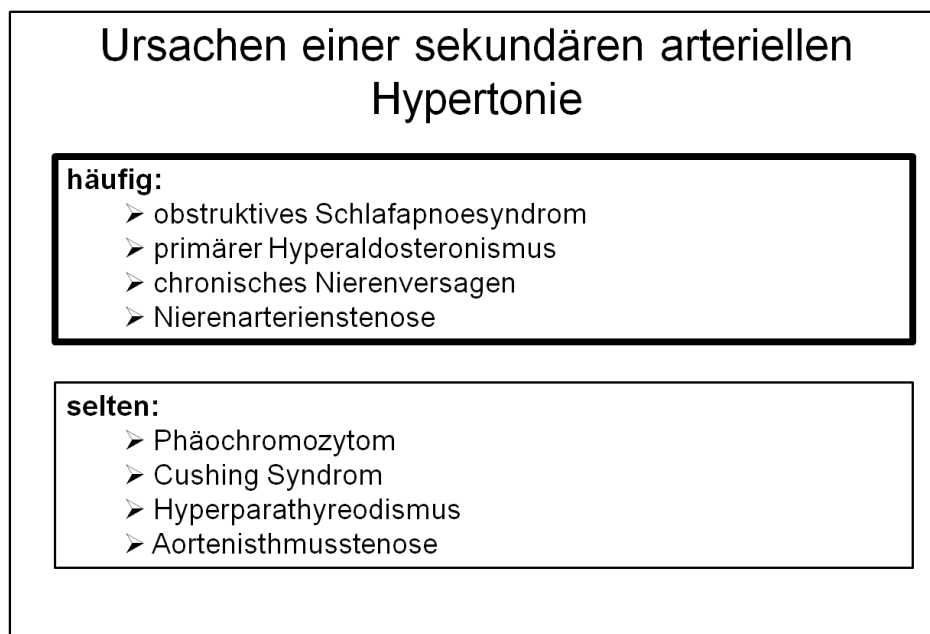 Ursachen einer sekundären arteriellen
Hypertonie
häufig:
➢ obstruktives Schlafapnoesyndrom
➢ primärer Hyperaldosteronismus
➢ chronisches Nierenversagen
➢ Nierenarterienstenose
selten:
➢ Phäochromozytom
➢ Cushing Syndrom
➢ Hyperparathyreodismus
➢ Aortenisthmusstenose